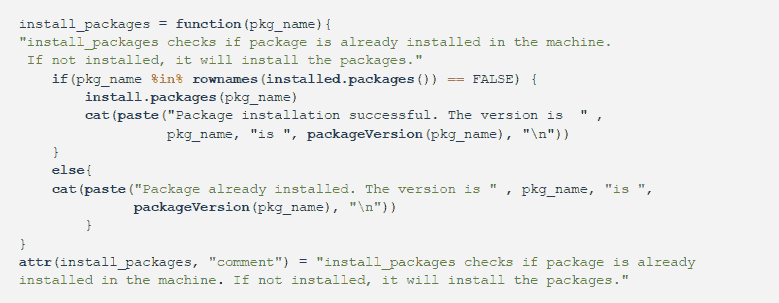 install_packages = function(pkg_name){
"install_packages checks if package is already installed in the machine.
 If not installed, it will install the packages."
    if(pkg_name %in% rownames(installed.packages()) == FALSE) {
        install.packages(pkg_name)
        cat(paste("Package installation successful. The version is  " ,
                  pkg_name, "is ", packageVersion(pkg_name), "\n"))
    }
    else{
    cat(paste("Package already installed. The version is " , pkg_name, "is ",
              packageVersion(pkg_name), "\n"))
        }
}
attr(install_packages, "comment") = "install_packages checks if package is already
installed in the machine. If not installed, it will install the packages."